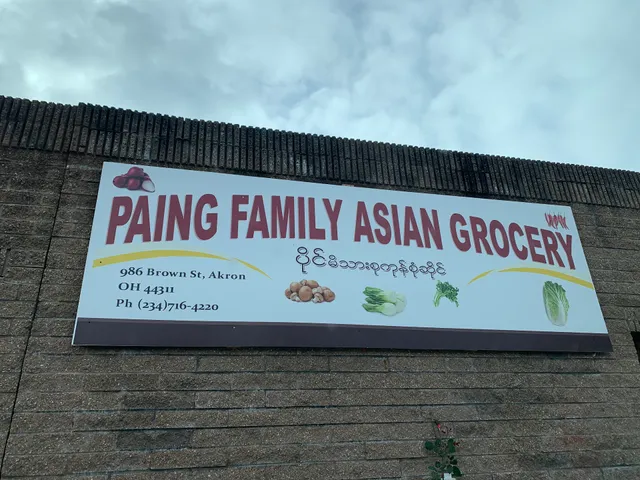 PAING FAMILY ASIAN GROCERY
ပိုင်မိသားစုကုန်စုံဆိုင်
986 Brown St, Akron
OH 44311
Ph (234)716-4220